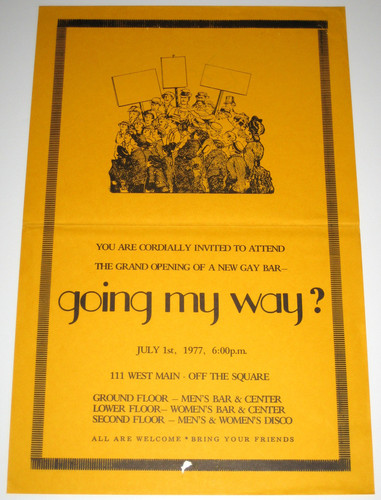 YOU ARE CORDIALLY INVITED TO ATTEND
THE GRAND OPENING OF A NEW GAY BAR—
going my way?
JULY 1st, 1977, 6:00p.m.
111 WEST MAIN - OFF THE SQUARE
GROUND FLOOR — MEN'S BAR & CENTER
LOWER FLOOR— WOMEN'S BAR & CENTER
SECOND FLOOR — MEN'S & WOMEN'S DISCO
ALL ARE WELCOME * BRING YOUR FRIENDS